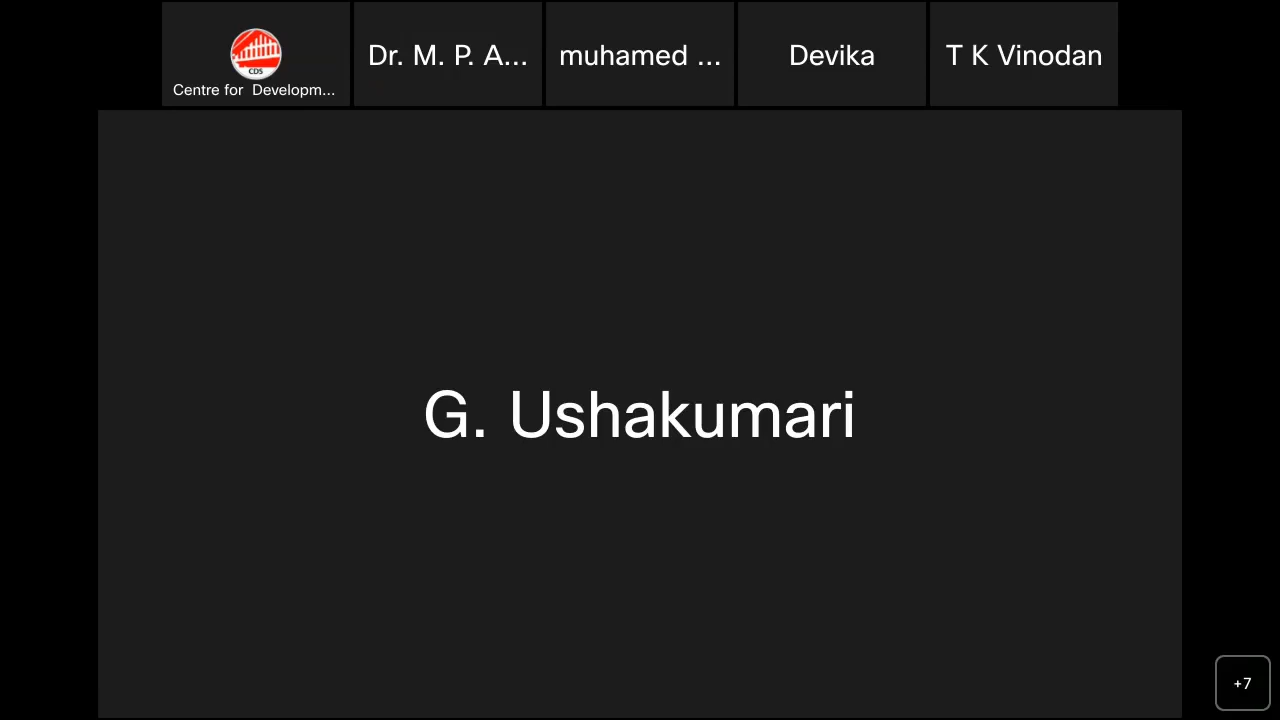 CDS
Centre for Developm...
Dr. M. P. A...
muhamed ...
Devika
T K Vinodan
G. Ushakumari
+7